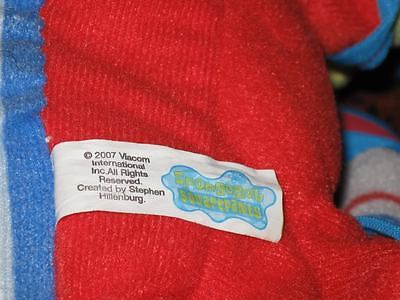 © 2007 Viacom
International
Inc.All Rights
Reserved.
Created by Stephen
Hillenburg.
SpongeBob
Squarepants